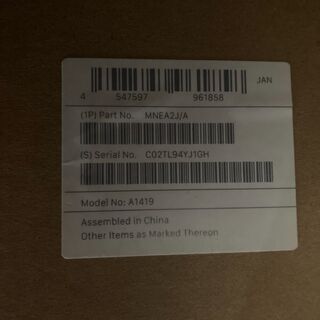 JAN
4 547597 961858
(1P) Part No. MNEA2J/A
(S) Serial No. C02TL94YJ1GH
Model No: A1419
Assembled in China
Other Items as Marked Thereon